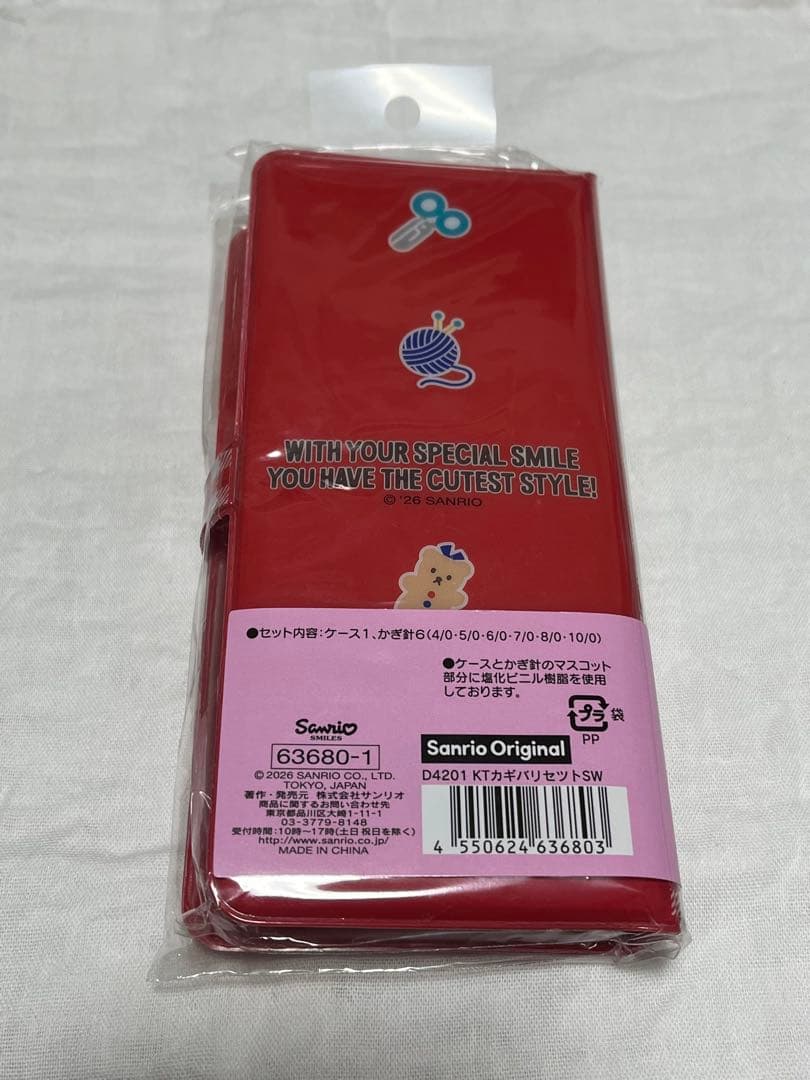 WITH YOUR SPECIAL SMILE
YOU HAVE THE CUTEST STYLE!
© '26 SANRIO
●セット内容:ケース1、かぎ針6(4/0・5/0・6/0・7/0・8/0・10/0)
●ケースとかぎ針のマスコット
部分に塩化ビニル樹脂を使用
しております。
プラ 袋
PP
Sanrio
SMILES
63680-1
© 2026 SANRIO CO., LTD.
TOKYO, JAPAN
著作・発売元 株式会社サンリオ
商品に関するお問い合わせ先
東京都品川区大崎1-11-1
03-3779-8148
受付時間:10時〜17時(土日祝日を除く)
http://www.sanrio.co.jp/
MADE IN CHINA
Sanrio Original
D4201 KTカギバリセットSW
4 550624 636803